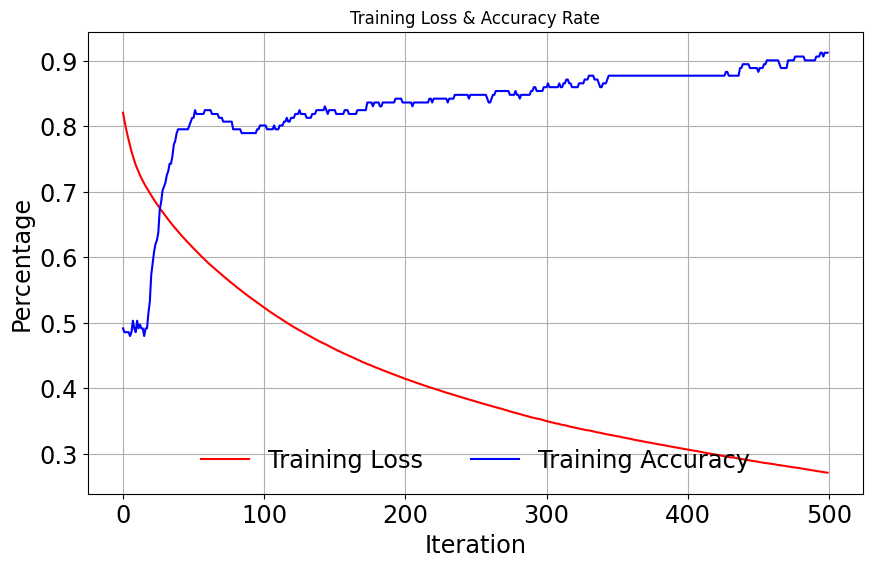 Training Loss & Accuracy Rate
Percentage
0.9
0.8
0.7
0.6
0.5
0.4
0.3
Training Loss Training Accuracy
0 100 200 300 400 500
Iteration